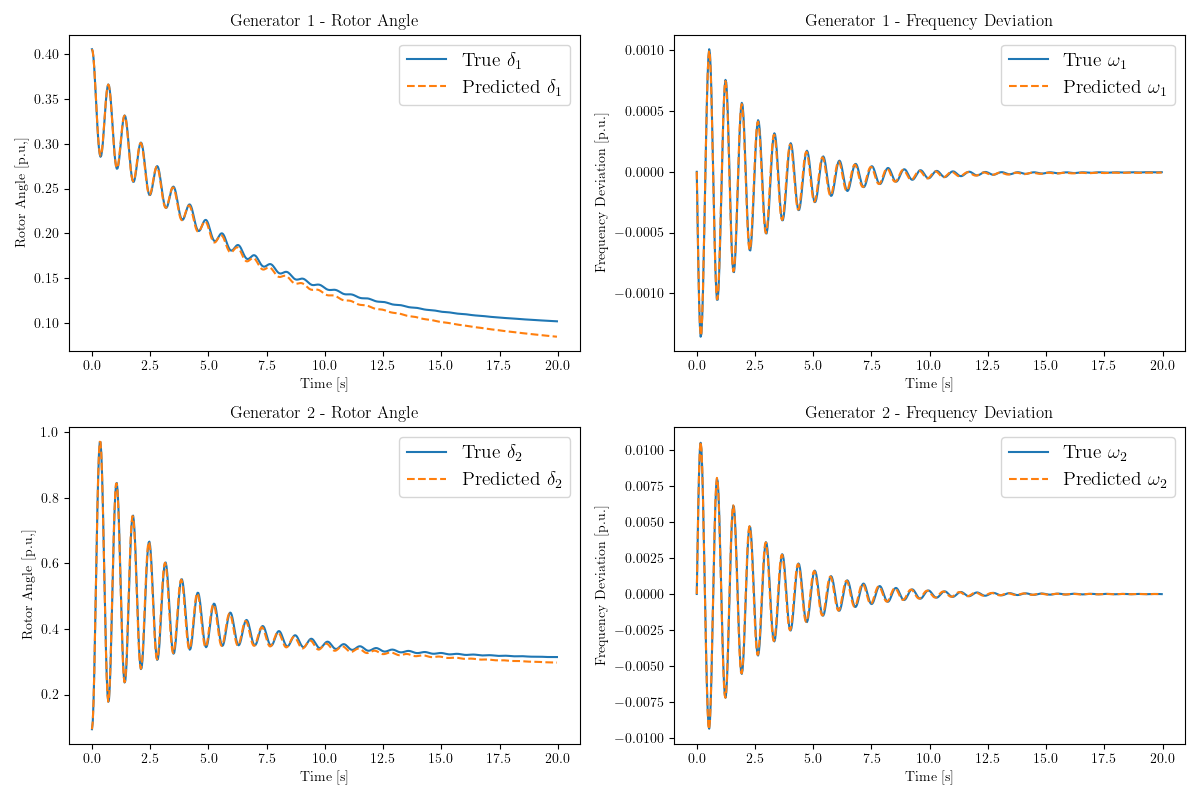 Generator 1 - Rotor Angle
Rotor Angle [p.u.]
0.40
0.35
0.30
0.25
0.20
0.15
0.10
True δ₁
Predicted δ₁
0.0 2.5 5.0 7.5 10.0 12.5 15.0 17.5 20.0
Time [s]
Generator 1 - Frequency Deviation
Frequency Deviation [p.u.]
0.0010
0.0005
0.0000
−0.0005
−0.0010
True ω₁
Predicted ω₁
0.0 2.5 5.0 7.5 10.0 12.5 15.0 17.5 20.0
Time [s]
Generator 2 - Rotor Angle
Rotor Angle [p.u.]
1.0
0.8
0.6
0.4
0.2
True δ₂
Predicted δ₂
0.0 2.5 5.0 7.5 10.0 12.5 15.0 17.5 20.0
Time [s]
Generator 2 - Frequency Deviation
Frequency Deviation [p.u.]
0.0100
0.0075
0.0050
0.0025
0.0000
−0.0025
−0.0050
−0.0075
−0.0100
True ω₂
Predicted ω₂
0.0 2.5 5.0 7.5 10.0 12.5 15.0 17.5 20.0
Time [s]